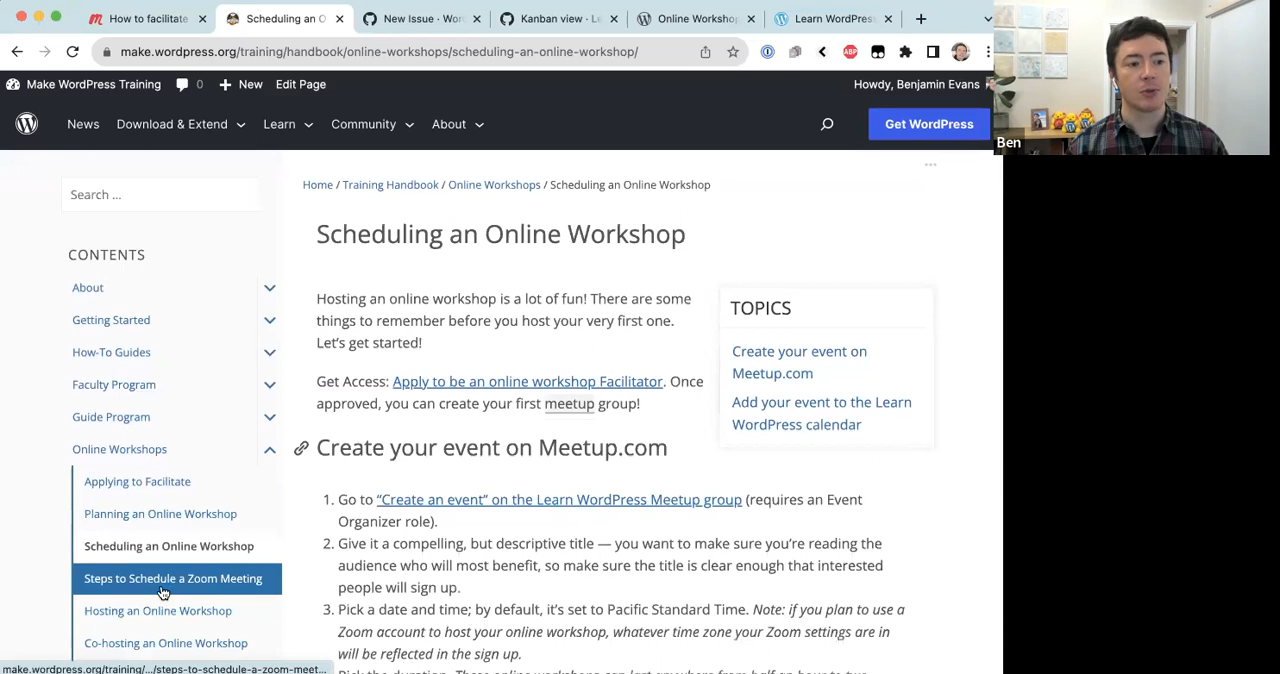 How to facilitate
Scheduling an O
New Issue · Wor
Kanban view · Le
Online Workshop
Learn WordPress
make.wordpress.org/training/handbook/online-workshops/scheduling-an-online-workshop/
ABP
Make WordPress Training
0
New
Edit Page
Howdy, Benjamin Evans
News
Download & Extend
Learn
Community
About
Get WordPress
Ben
Search ...
Home / Training Handbook / Online Workshops / Scheduling an Online Workshop
Scheduling an Online Workshop
CONTENTS
About
Getting Started
How-To Guides
Faculty Program
Guide Program
Online Workshops
Applying to Facilitate
Planning an Online Workshop
Scheduling an Online Workshop
Steps to Schedule a Zoom Meeting
Hosting an Online Workshop
Co-hosting an Online Workshop
Hosting an online workshop is a lot of fun! There are some
things to remember before you host your very first one.
Let's get started!
Get Access: Apply to be an online workshop Facilitator. Once
approved, you can create your first meetup group!
TOPICS
Create your event on
Meetup.com
Add your event to the Learn
WordPress calendar
Create your event on Meetup.com
1. Go to "Create an event" on the Learn WordPress Meetup group (requires an Event
Organizer role).
2. Give it a compelling, but descriptive title — you want to make sure you're reading the
audience who will most benefit, so make sure the title is clear enough that interested
people will sign up.
3. Pick a date and time; by default, it's set to Pacific Standard Time. Note: if you plan to use a
Zoom account to host your online workshop, whatever time zone your Zoom settings are in
will be reflected in the sign up.
make.wordpress.org/training/.../steps-to-schedule-a-zoom-meet...